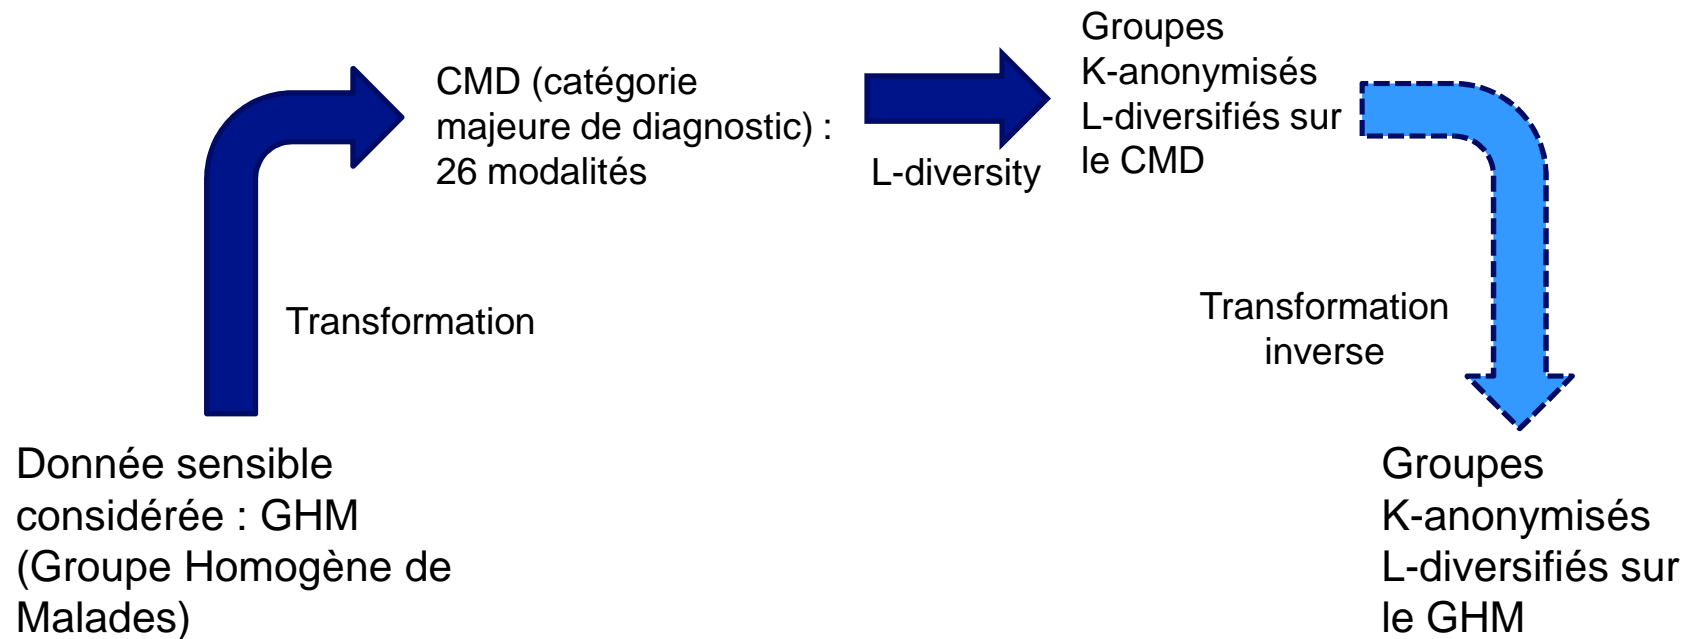 Donnée sensible
considérée : GHM
(Groupe Homogène de
Malades)
Transformation
CMD (catégorie
majeure de diagnostic) :
26 modalités
L-diversity
Groupes
K-anonymisés
L-diversifiés sur
le CMD
Transformation
inverse
Groupes
K-anonymisés
L-diversifiés sur
le GHM